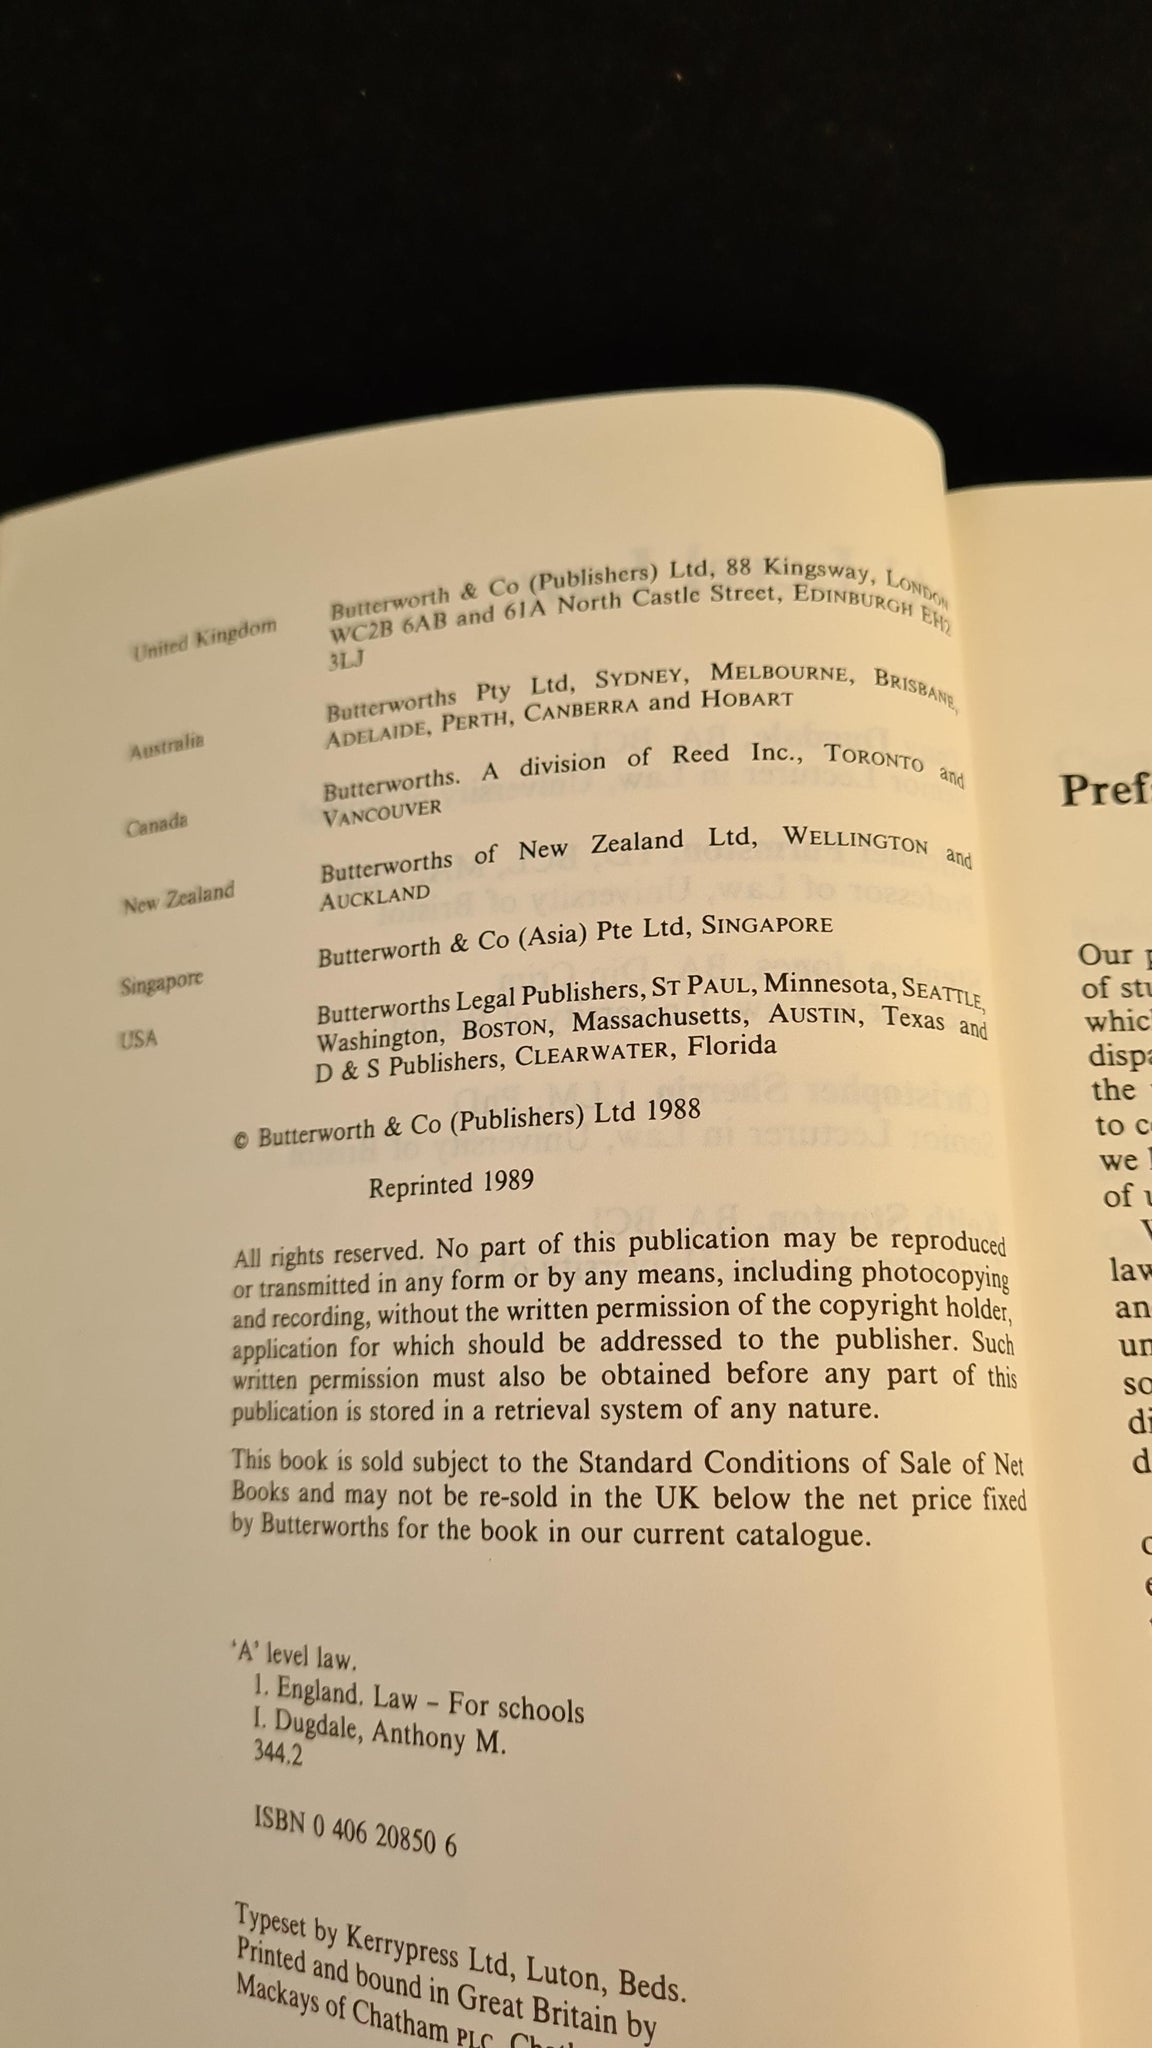 United Kingdom
Butterworth & Co (Publishers) Ltd, 88 Kingsway, LONDON
WC2B 6AB and 61A North Castle Street, EDINBURGH EH2
3LJ
Australia
Butterworths Pty Ltd, SYDNEY, MELBOURNE, BRISBANE,
ADELAIDE, PERTH, CANBERRA and HOBART
Canada
Butterworths. A division of Reed Inc., TORONTO and
VANCOUVER
New Zealand
Butterworths of New Zealand Ltd, WELLINGTON and
AUCKLAND
Singapore
Butterworth & Co (Asia) Pte Ltd, SINGAPORE
USA
Butterworths Legal Publishers, ST PAUL, Minnesota, SEATTLE,
Washington, BOSTON, Massachusetts, AUSTIN, Texas and
D & S Publishers, CLEARWATER, Florida
© Butterworth & Co (Publishers) Ltd 1988
Reprinted 1989
All rights reserved. No part of this publication may be reproduced
or transmitted in any form or by any means, including photocopying
and recording, without the written permission of the copyright holder,
application for which should be addressed to the publisher. Such
written permission must also be obtained before any part of this
publication is stored in a retrieval system of any nature.
This book is sold subject to the Standard Conditions of Sale of Net
Books and may not be re-sold in the UK below the net price fixed
by Butterworths for the book in our current catalogue.
'A' level law.
1. England. Law – For schools
I. Dugdale, Anthony M.
344.2
ISBN 0 406 20850 6
Typeset by Kerrypress Ltd, Luton, Beds.
Printed and bound in Great Britain by
Mackays of Chatham PLC,
Our
of
the
to
we
of
law